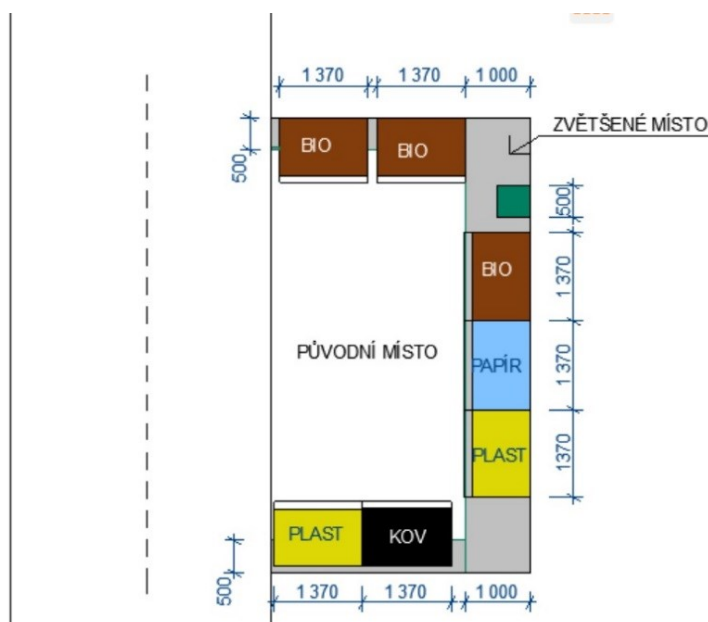 1 370 1 370 1 000
ZVĚTŠENÉ MÍSTO
BIO
BIO
500
500
BIO
1 370
PŮVODNÍ MÍSTO
PAPÍR
1 370
PLAST
1370
PLAST
KOV
500
1 370 1 370 1 000